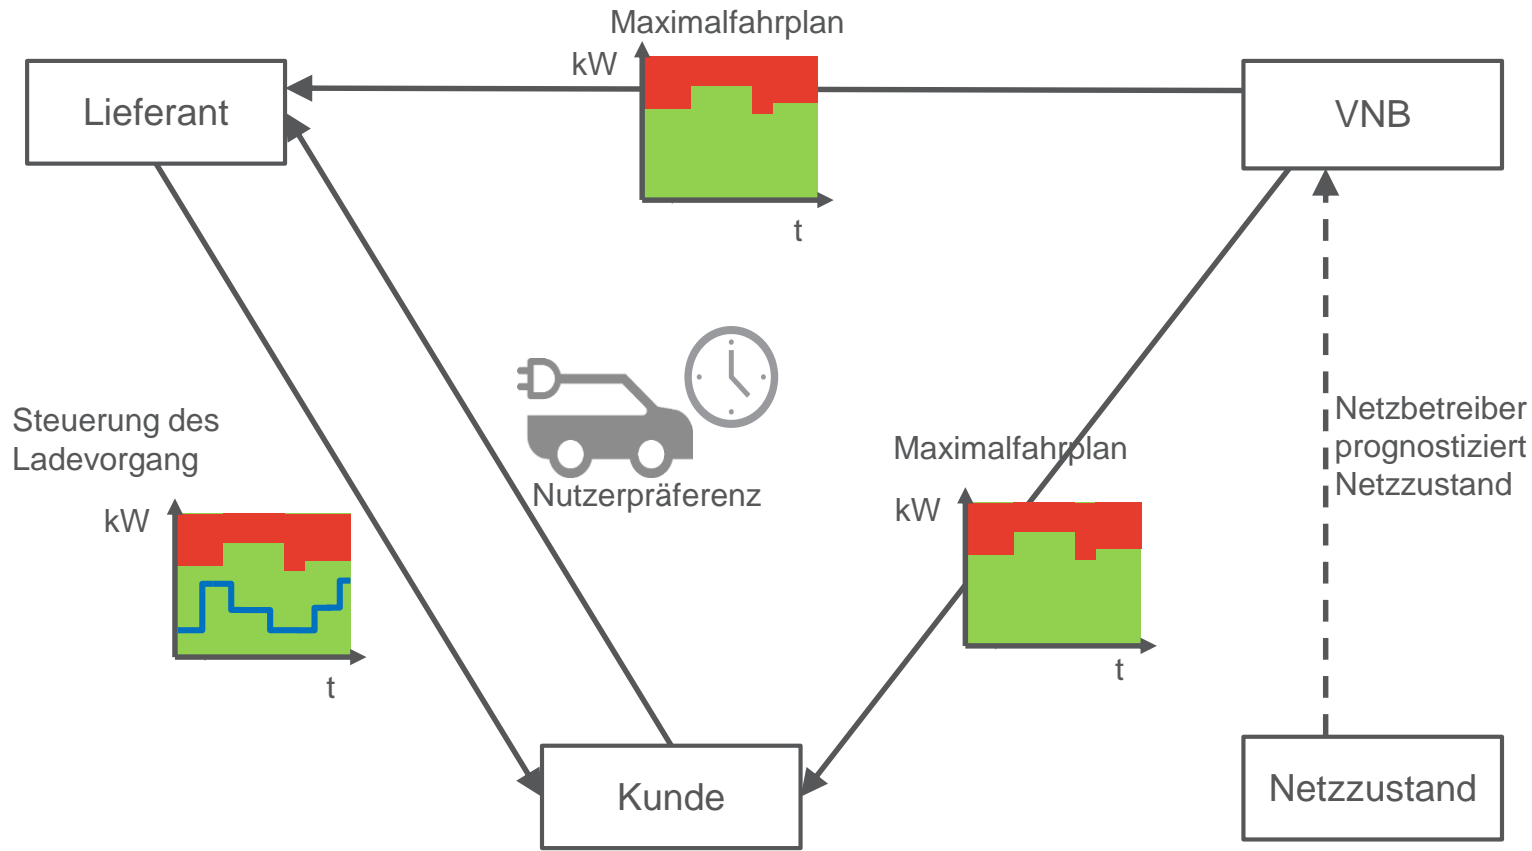 Maximalfahrplan
kW
Lieferant
VNB
t
Steuerung des
Ladevorgang
Nutzerpräferenz
Maximalfahrplan
Netzbetreiber
prognostiziert
Netzzustand
kW
kW
t
t
Kunde
Netzzustand